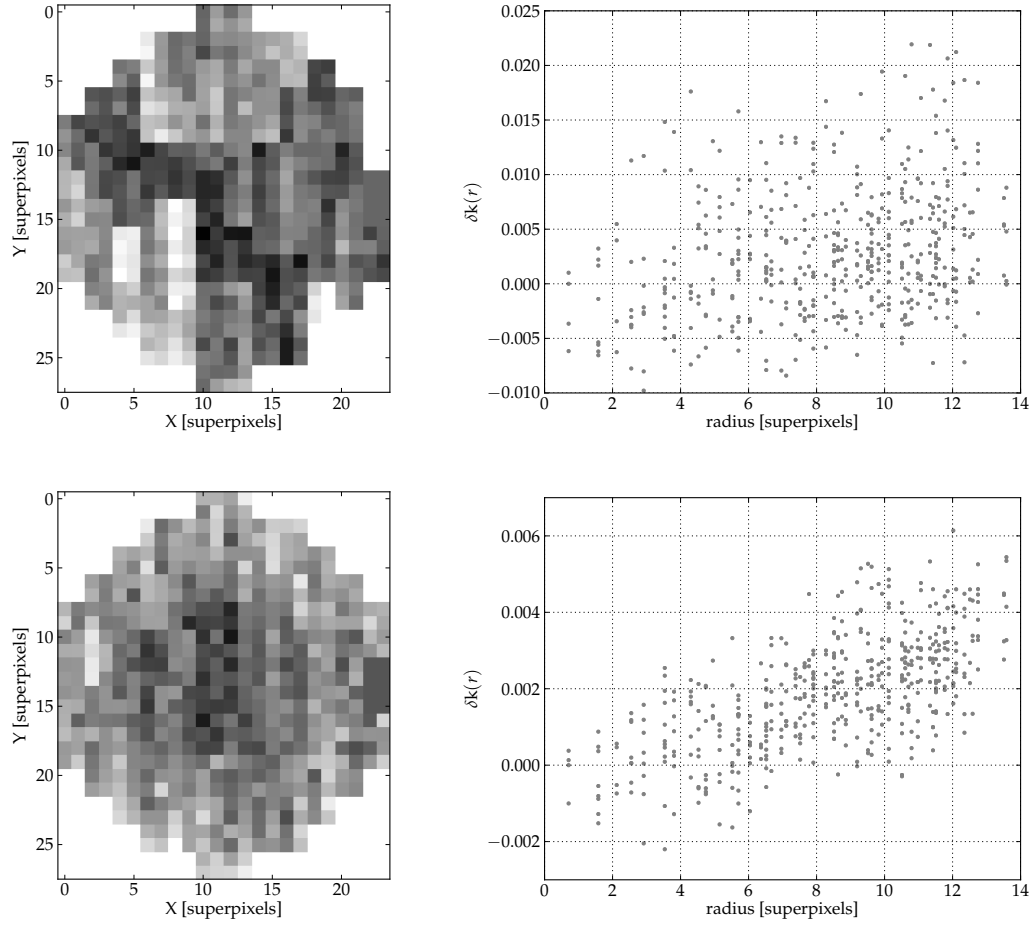 0
5
10
15
20
25
Y [superpixels]
0 5 10 15 20
X [superpixels]
0.025
0.020
0.015
0.010
0.005
0.000
−0.005
−0.010
δk(r)
0 2 4 6 8 10 12 14
radius [superpixels]
0
5
10
15
20
25
Y [superpixels]
0 5 10 15 20
X [superpixels]
0.006
0.004
0.002
0.000
−0.002
δk(r)
0 2 4 6 8 10 12 14
radius [superpixels]